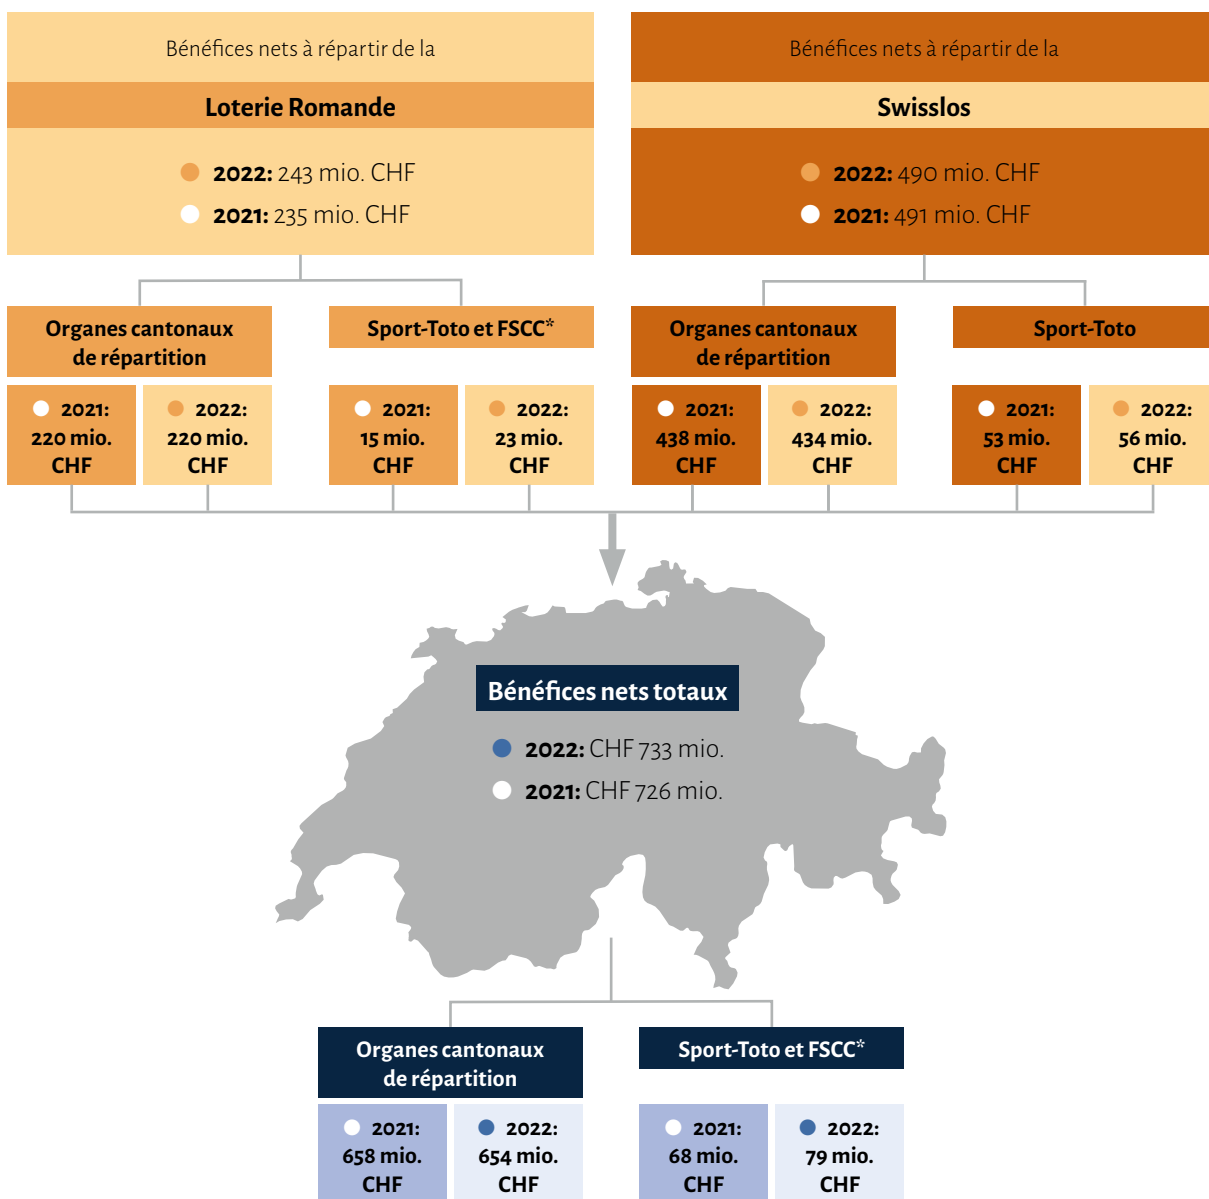 Bénéfices nets à répartir de la
Loterie Romande
2022: 243 mio. CHF
2021: 235 mio. CHF
Bénéfices nets à répartir de la
Swisslos
2022: 490 mio. CHF
2021: 491 mio. CHF
Organes cantonaux
de répartition
2021:
220 mio.
CHF
2022:
220 mio.
CHF
Sport-Toto et FSCC*
2021:
15 mio.
CHF
2022:
23 mio.
CHF
Organes cantonaux
de répartition
2021:
438 mio.
CHF
2022:
434 mio.
CHF
Sport-Toto
2021:
53 mio.
CHF
2022:
56 mio.
CHF
Bénéfices nets totaux
2022: CHF 733 mio.
2021: CHF 726 mio.
Organes cantonaux
de répartition
2021:
658 mio.
CHF
2022:
654 mio.
CHF
Sport-Toto et FSCC*
2021:
68 mio.
CHF
2022:
79 mio.
CHF